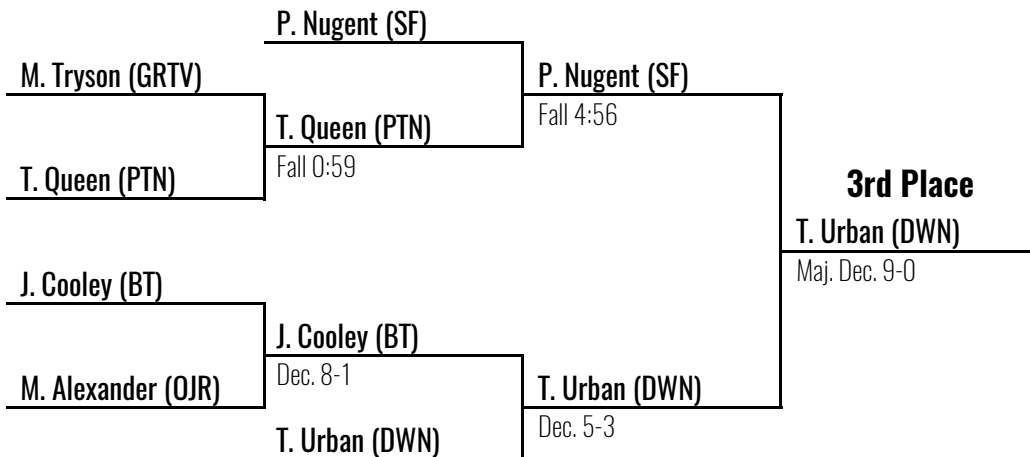 P. Nugent (SF)
M. Tryson (GRTV)
P. Nugent (SF)
Fall 4:56
T. Queen (PTN)
Fall 0:59
T. Queen (PTN)
3rd Place
T. Urban (DWN)
Maj. Dec. 9-0
J. Cooley (BT)
J. Cooley (BT)
Dec. 8-1
M. Alexander (OJR)
T. Urban (DWN)
Dec. 5-3
T. Urban (DWN)